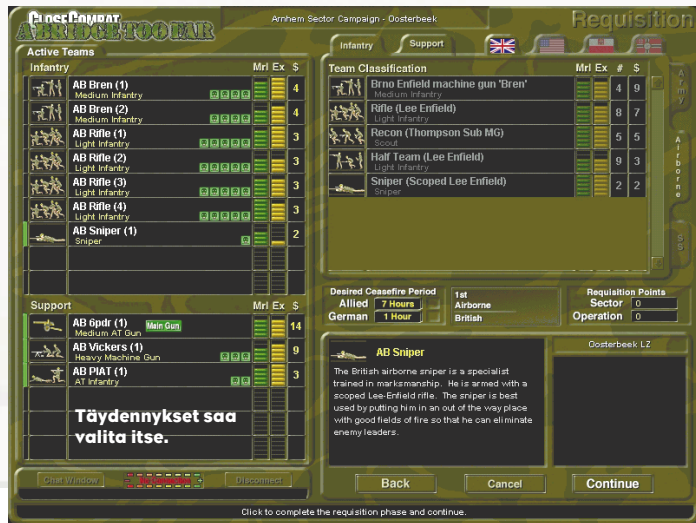 CLOSE COMBAT
A BRIDGE TOO FAR
Arnhem Sector Campaign - Oosterbeek
Requisition
Active Teams
Infantry
Mrl Ex $
AB Bren (1)
Medium Infantry
4
AB Bren (2)
Medium Infantry
4
AB Rifle (1)
Light Infantry
3
AB Rifle (2)
Light Infantry
3
AB Rifle (3)
Light Infantry
3
AB Rifle (4)
Light Infantry
3
AB Sniper (1)
Sniper
2
Support
Mrl Ex $
AB 6pdr (1)
Main Gun
Medium AT Gun
14
AB Vickers (1)
Heavy Machine Gun
9
AB PIAT (1)
AT Infantry
3
Täydennykset saa
valita itse.
Chat Window
No Connection
Disconnect
Infantry
Support
Team Classification
Mrl Ex # $
Brno Enfield machine gun 'Bren'
Medium Infantry
4 9
Rifle (Lee Enfield)
Light Infantry
8 7
Recon (Thompson Sub MG)
Scout
5 5
Half Team (Lee Enfield)
Light Infantry
9 3
Sniper (Scoped Lee Enfield)
Sniper
2 2
Army
Airborne
SS
Desired Ceasefire Period
Allied 7 Hours
German 1 Hour
1st
Airborne
British
Requisition Points
Sector 0
Operation 0
AB Sniper
The British airborne sniper is a specialist
trained in marksmanship. He is armed with a
scoped Lee-Enfield rifle. The sniper is best
used by putting him in an out of the way place
with good fields of fire so that he can eliminate
enemy leaders.
Oosterbeek LZ
Back
Cancel
Continue
Click to complete the requisition phase and continue.